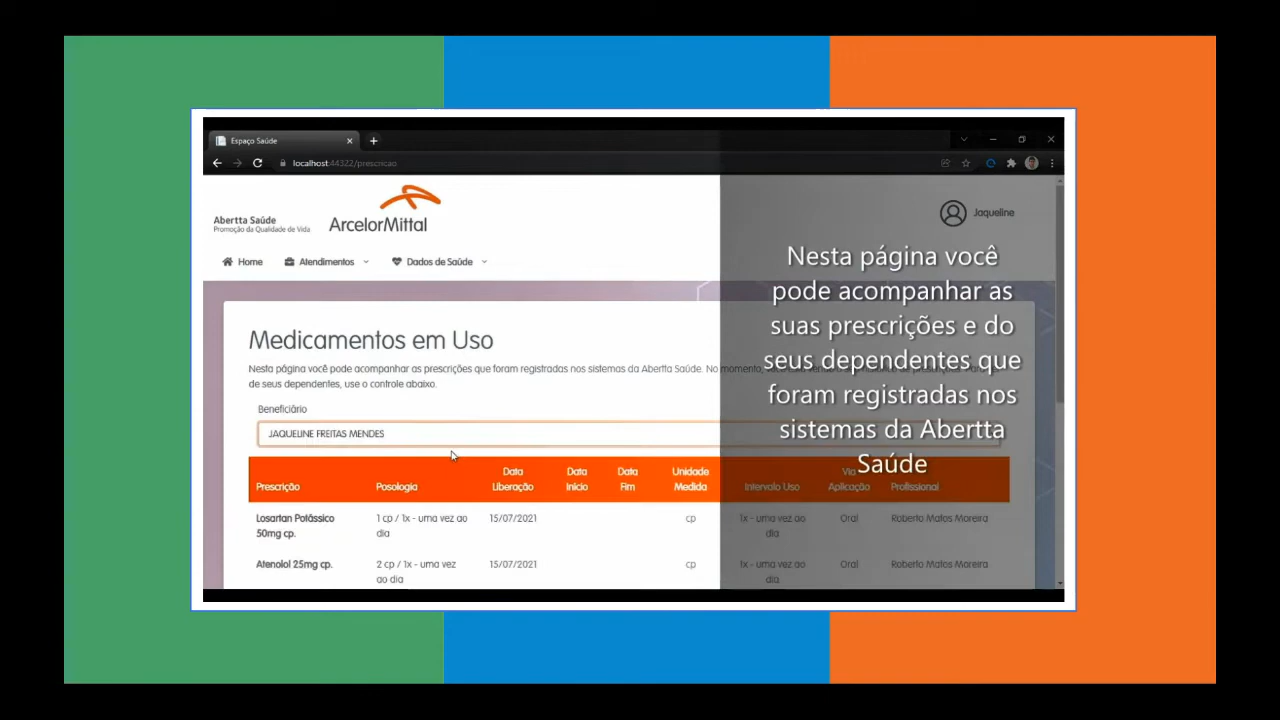 Espaço Saúde
localhost:44322/prescricao
Abertta Saúde
Promoção da Qualidade de Vida
ArcelorMittal
Jaqueline
Home
Atendimentos
Dados de Saúde
Nesta página você
pode acompanhar as
suas prescrições e do
seus dependentes que
foram registradas nos
sistemas da Abertta
Saúde
Medicamentos em Uso
Nesta página você pode acompanhar as prescrições que foram registradas nos sistemas da Abertta Saúde. No momento,
de seus dependentes, use o controle abaixo.
Beneficiário
JAQUELINE FREITAS MENDES
Prescrição Posologia Data Liberação Data Início Data Fim Unidade Medida Intervalo Uso Via Aplicação Profissional
Losartan Potássico 1 cp / 1x - uma vez ao 15/07/2021 cp 1x - uma vez ao Oral Roberto Matos Moreira
50mg cp. dia dia
Atenolol 25mg cp. 2 cp / 1x - uma vez 15/07/2021 cp 1x - uma vez ao Oral Roberto Matos Moreira
ao dia dia